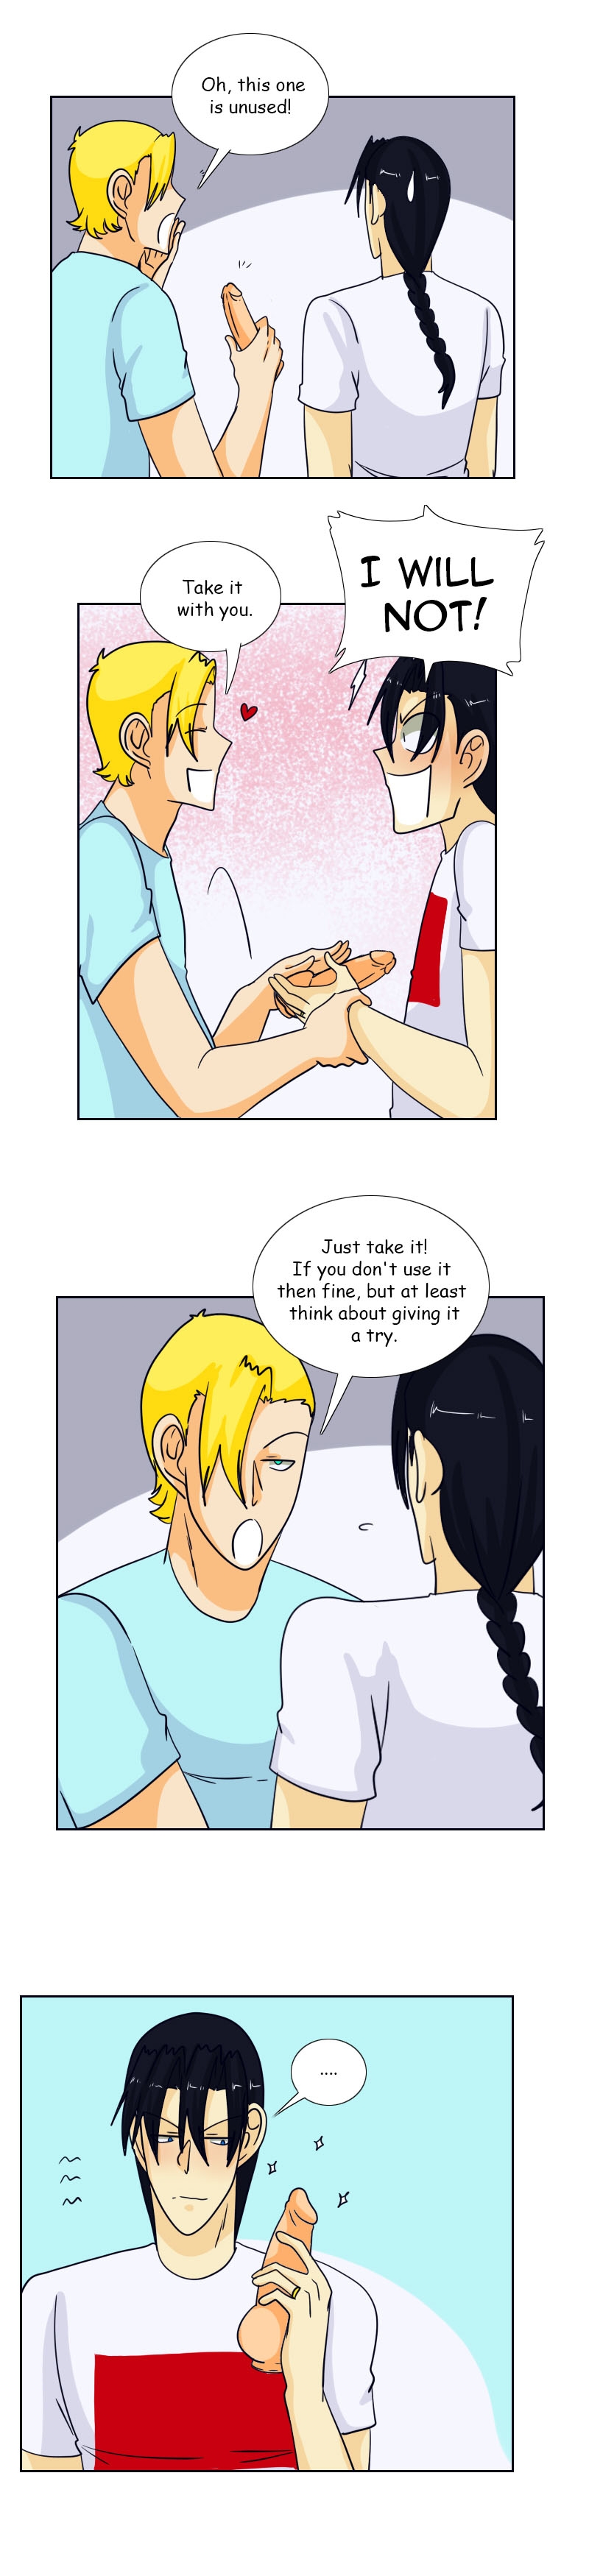 Oh, this one
is unused!
Take it
with you.
I WILL
NOT!
Just take it!
If you don't use it
then fine, but at least
think about giving it
a try.
....